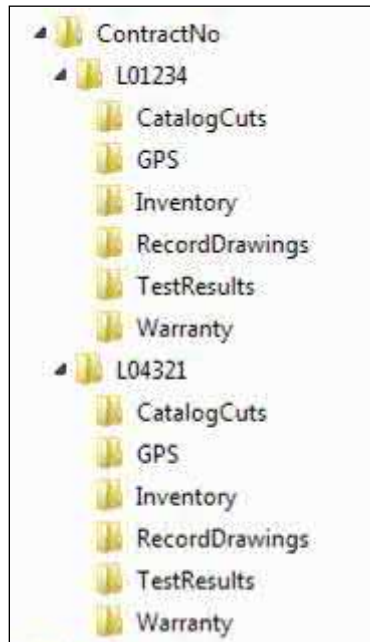 ContractNo
L01234
CatalogCuts
GPS
Inventory
RecordDrawings
TestResults
Warranty
L04321
CatalogCuts
GPS
Inventory
RecordDrawings
TestResults
Warranty